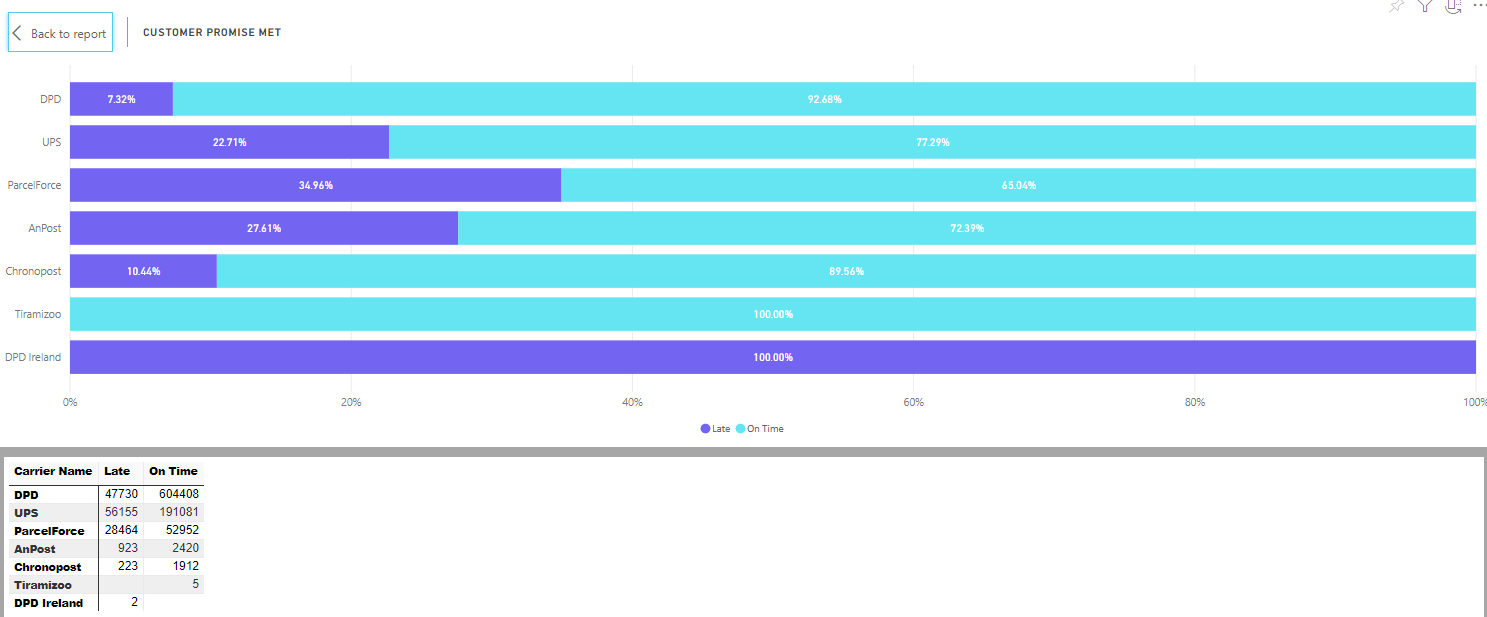 Back to report
CUSTOMER PROMISE MET
DPD 7.32% 92.68%
UPS 22.71% 77.29%
ParcelForce 34.96% 65.04%
AnPost 27.61% 72.39%
Chronopost 10.44% 89.56%
Tiramizoo 100.00%
DPD Ireland 100.00%
0% 20% 40% 60% 80% 100%
Late On Time
Carrier Name Late On Time
DPD 47730 604408
UPS 56155 191081
ParcelForce 28464 52952
AnPost 923 2420
Chronopost 223 1912
Tiramizoo 5
DPD Ireland 2